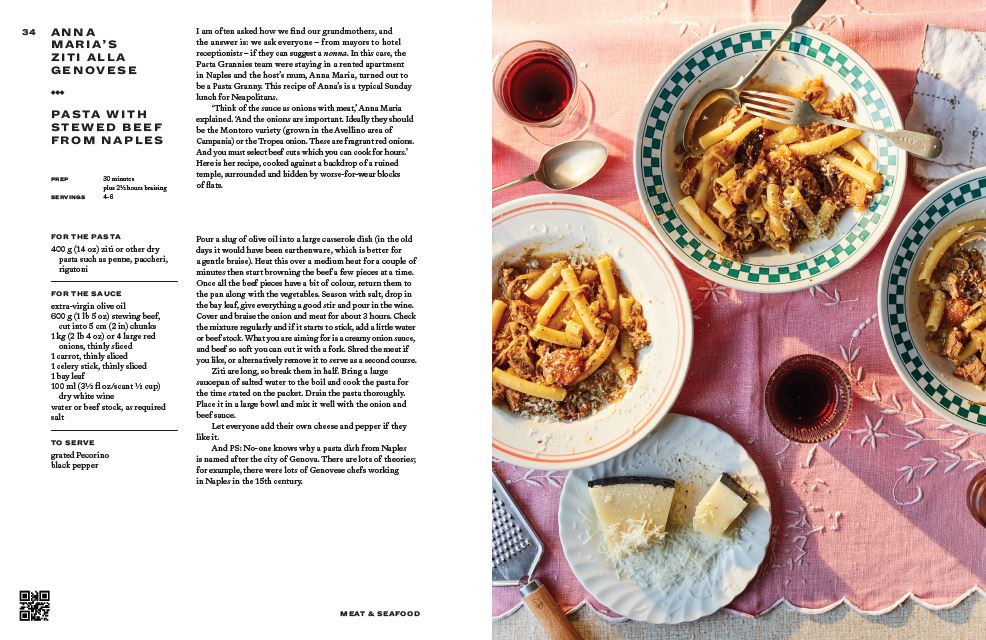 34
ANNA
MARIA'S
ZITI ALLA
GENOVESE
PASTA WITH
STEWED BEEF
FROM NAPLES
PREP 30 minutes
plus 2½ hours braising
SERVINGS 4–6
I am often asked how we find our grandmothers, and
the answer is: we ask everyone – from mayors to hotel
receptionists – if they can suggest a nonna. In this case, the
Pasta Grannies team were staying in a rented apartment
in Naples and the host's mum, Anna Maria, turned out to
be a Pasta Granny. This recipe of Anna's is a typical Sunday
lunch for Neapolitans.
'Think of the sauce as onions with meat,' Anna Maria
explained. 'And the onions are important. Ideally they should
be the Montoro variety (grown in the Avellino area of
Campania) or the Tropea onion. These are fragrant red onions.
And you must select beef cuts which you can cook for hours.'
Here is her recipe, cooked against a backdrop of a ruined
temple, surrounded and hidden by worse-for-wear blocks
of flats.
FOR THE PASTA
400 g (14 oz) ziti or other dry
pasta such as penne, paccheri,
rigatoni
FOR THE SAUCE
extra-virgin olive oil
600 g (1 lb 5 oz) stewing beef,
cut into 5 cm (2 in) chunks
1 kg (2 lb 4 oz) or 4 large red
onions, thinly sliced
1 carrot, thinly sliced
1 celery stick, thinly sliced
1 bay leaf
100 ml (3½ fl oz/scant ½ cup)
dry white wine
water or beef stock, as required
salt
TO SERVE
grated Pecorino
black pepper
Pour a slug of olive oil into a large casserole dish (in the old
days it would have been earthenware, which is better for
a gentle braise). Heat this over a medium heat for a couple of
minutes then start browning the beef a few pieces at a time.
Once all the beef pieces have a bit of colour, return them to
the pan along with the vegetables. Season with salt, drop in
the bay leaf, give everything a good stir and pour in the wine.
Cover and braise the onion and meat for about 3 hours. Check
the mixture regularly and if it starts to stick, add a little water
or beef stock. What you are aiming for is a creamy onion sauce,
and beef so soft you can cut it with a fork. Shred the meat if
you like, or alternatively remove it to serve as a second course.
Ziti are long, so break them in half. Bring a large
saucepan of salted water to the boil and cook the pasta for
the time stated on the packet. Drain the pasta thoroughly.
Place it in a large bowl and mix it well with the onion and
beef sauce.
Let everyone add their own cheese and pepper if they
like it.
And PS: No-one knows why a pasta dish from Naples
is named after the city of Genova. There are lots of theories;
for example, there were lots of Genovese chefs working
in Naples in the 15th century.
MEAT & SEAFOOD